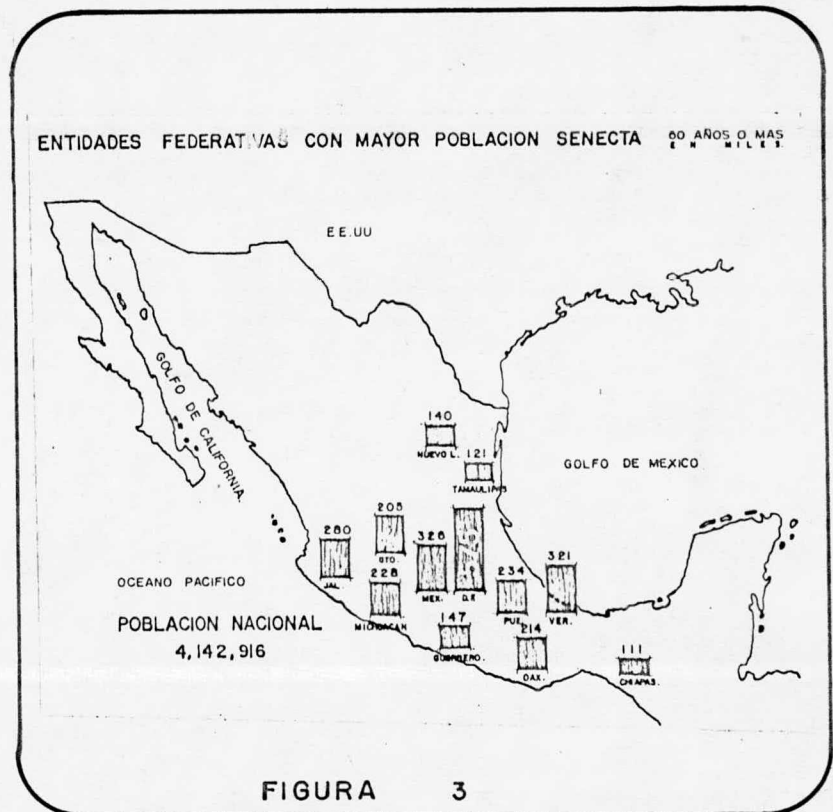 ENTIDADES FEDERATIVAS CON MAYOR POBLACION SENECTA 60 AÑOS O MAS
EN MILES.
EE.UU
GOLFO DE CALIFORNIA.
140
NUEVO L.
121
TAMAULIPAS
GOLFO DE MEXICO
205
GTO.
280
JAL.
326
MEX.
D.F.
321
VER.
234
PUE.
228
MICHOACAN
OCEANO PACIFICO
POBLACION NACIONAL
4,142,916
147
GUERRERO.
214
OAX.
111
CHIAPAS.
FIGURA 3